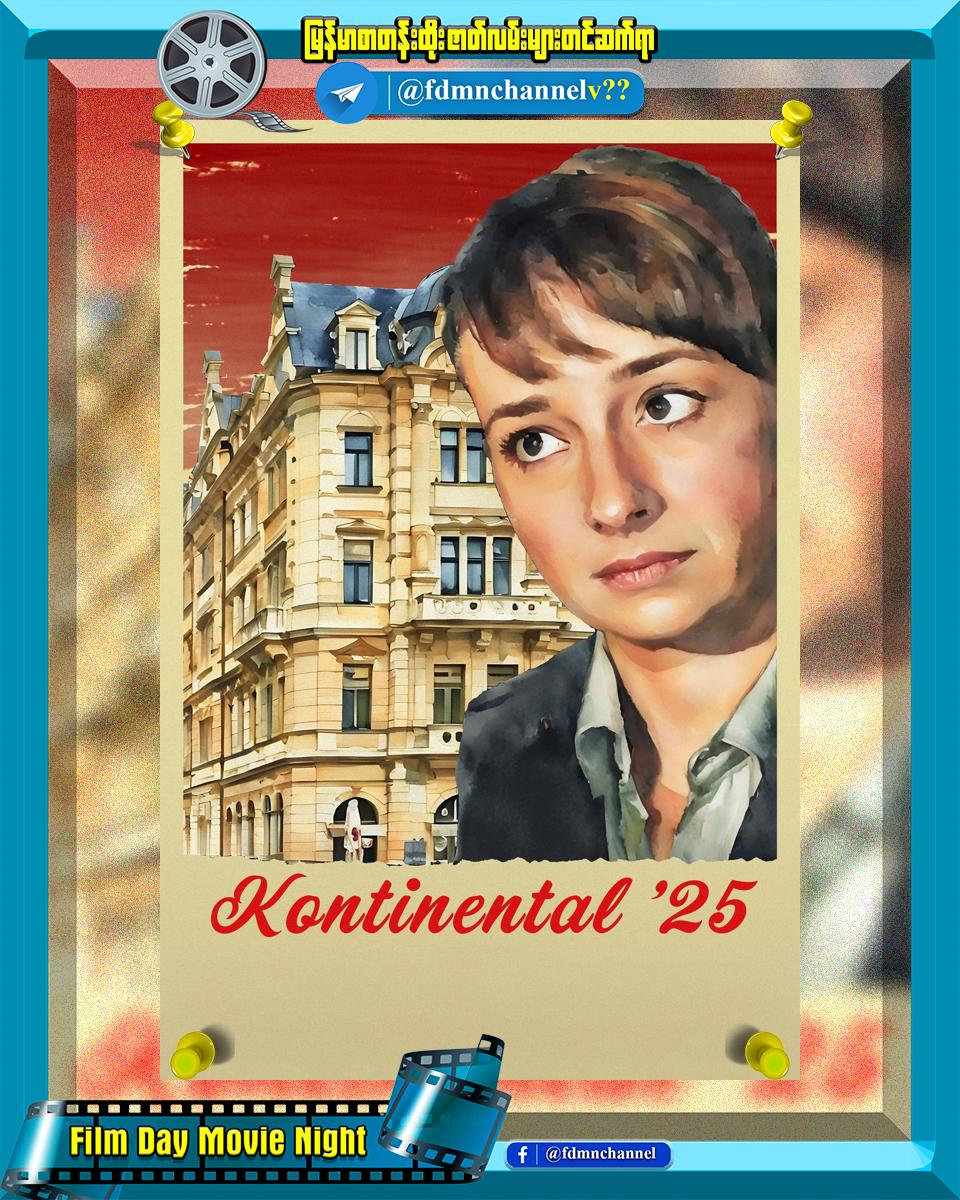 မြန်မာစာတန်းထိုးဇာတ်လမ်းများတင်ဆက်ရာ
@fdmnchannelv??
Kontinental ’25
Film Day Movie Night
@fdmnchannel